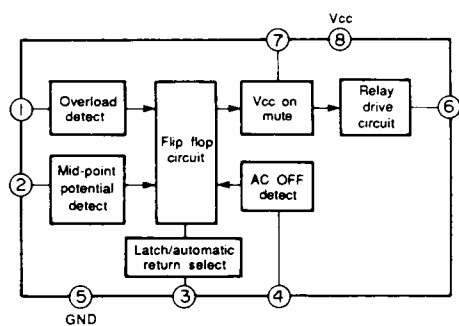 Vcc
7
8
1
Overload
detect
Flip flop
circuit
Vcc on
mute
Relay
drive
circuit
6
2
Mid-point
potential
detect
AC OFF
detect
Latch/automatic
return select
5
3
4
GND